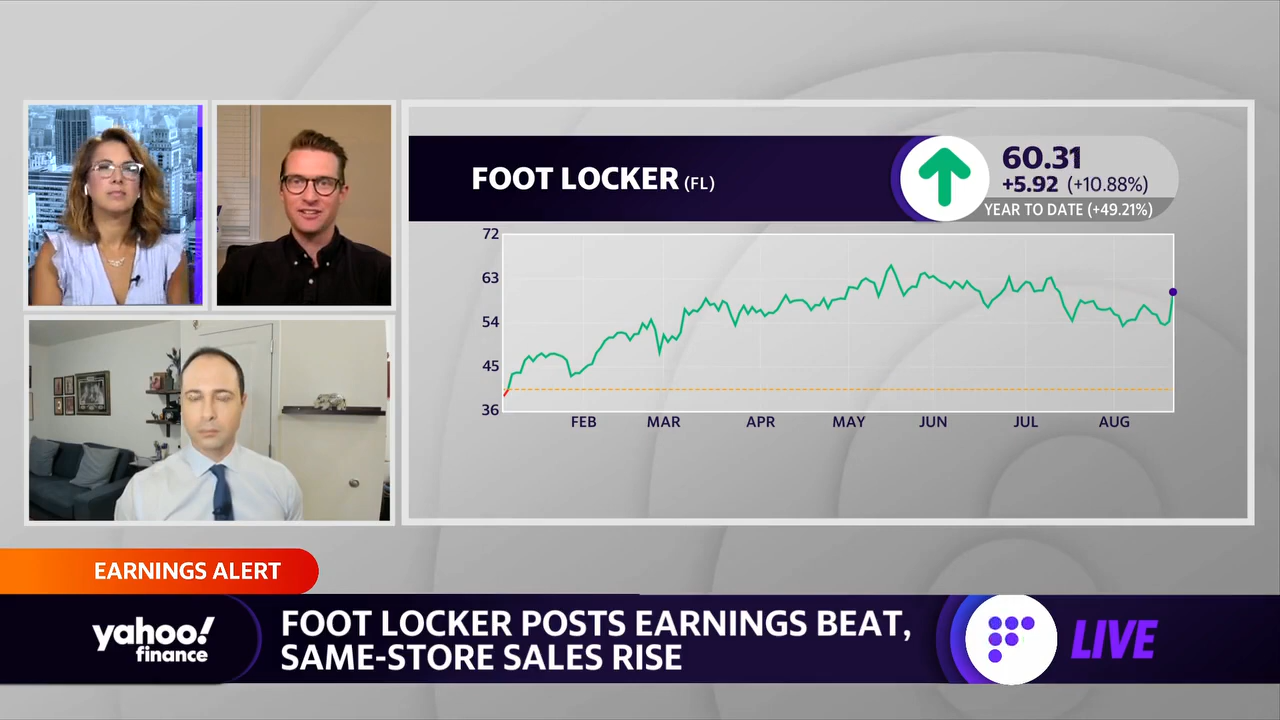 FOOT LOCKER (FL)
60.31
+5.92 (+10.88%)
YEAR TO DATE (+49.21%)
72
63
54
45
36
FEB MAR APR MAY JUN JUL AUG
EARNINGS ALERT
yahoo!
finance
FOOT LOCKER POSTS EARNINGS BEAT,
SAME-STORE SALES RISE
LIVE